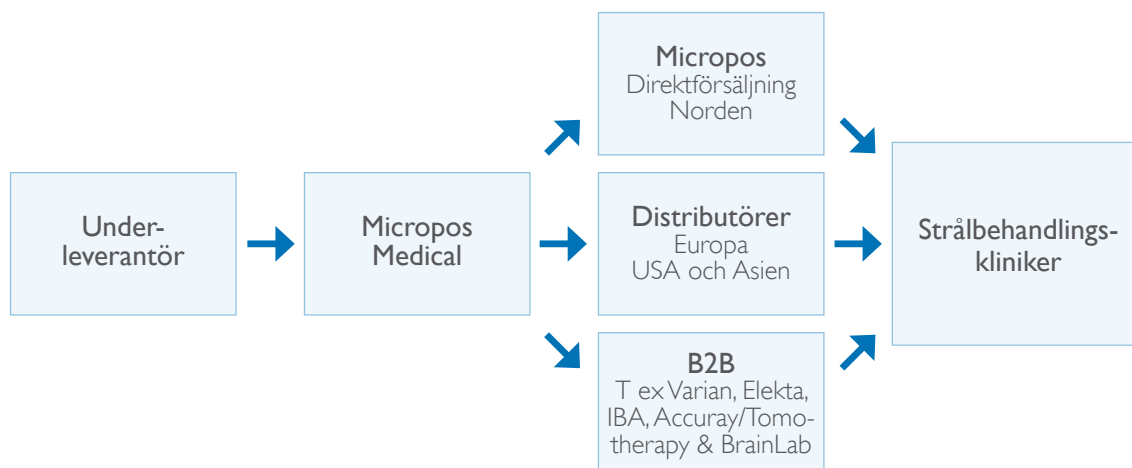 Under-
leverantör
Micropos
Medical
Micropos
Direktförsäljning
Norden
Distributörer
Europa
USA och Asien
B2B
T ex Varian, Elekta,
IBA, Accuray/Tomo-
therapy & BrainLab
Strålbehandlings-
kliniker